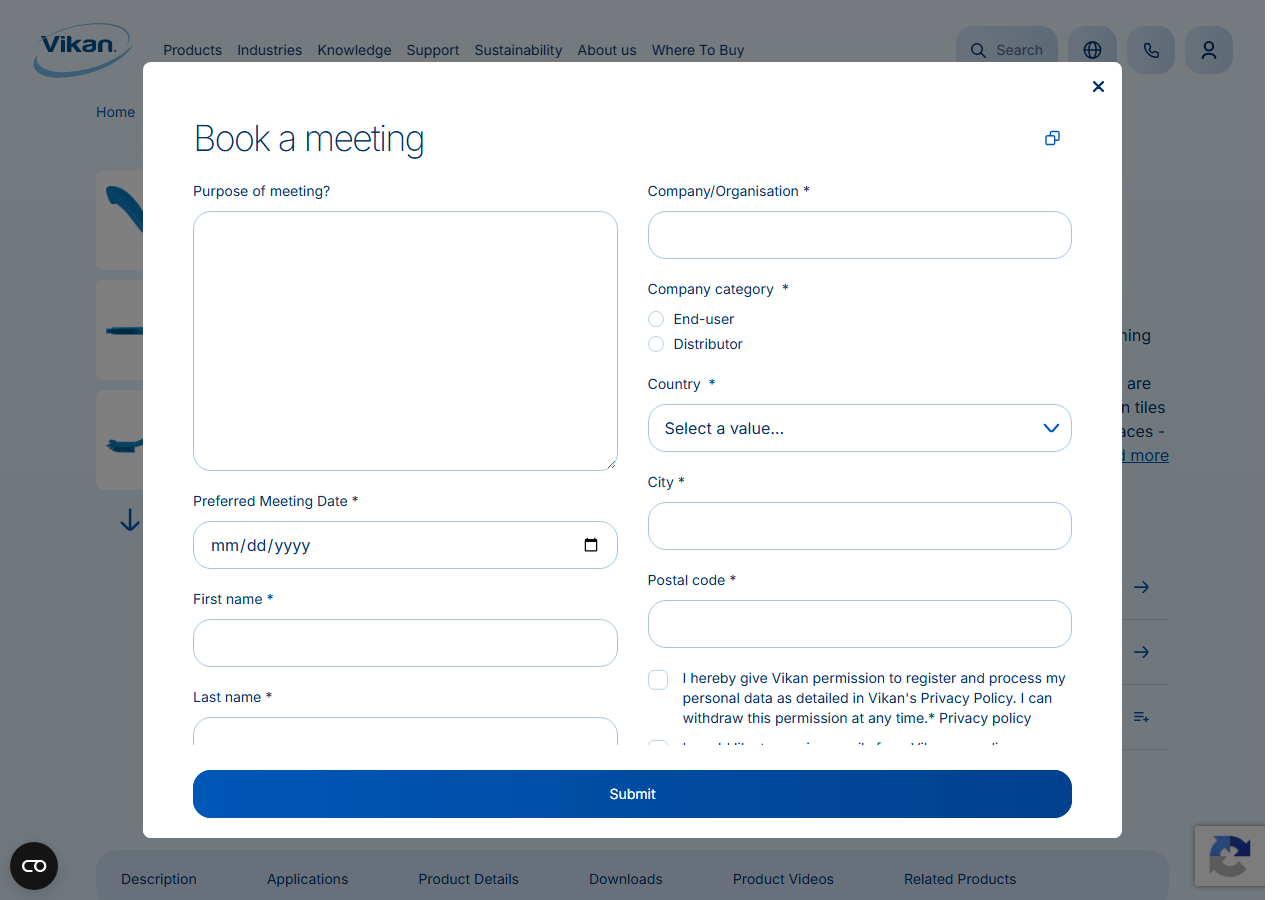 Vikan.
Products Industries Knowledge Support Sustainability About us Where To Buy
Search
Home
Book a meeting
Purpose of meeting?
Preferred Meeting Date *
mm/dd/yyyy
First name *
Last name *
Company/Organisation *
Company category *
End-user
Distributor
Country *
Select a value...
City *
Postal code *
I hereby give Vikan permission to register and process my
personal data as detailed in Vikan's Privacy Policy. I can
withdraw this permission at any time.* Privacy policy
Submit
are
tiles
more
Description Applications Product Details Downloads Product Videos Related Products